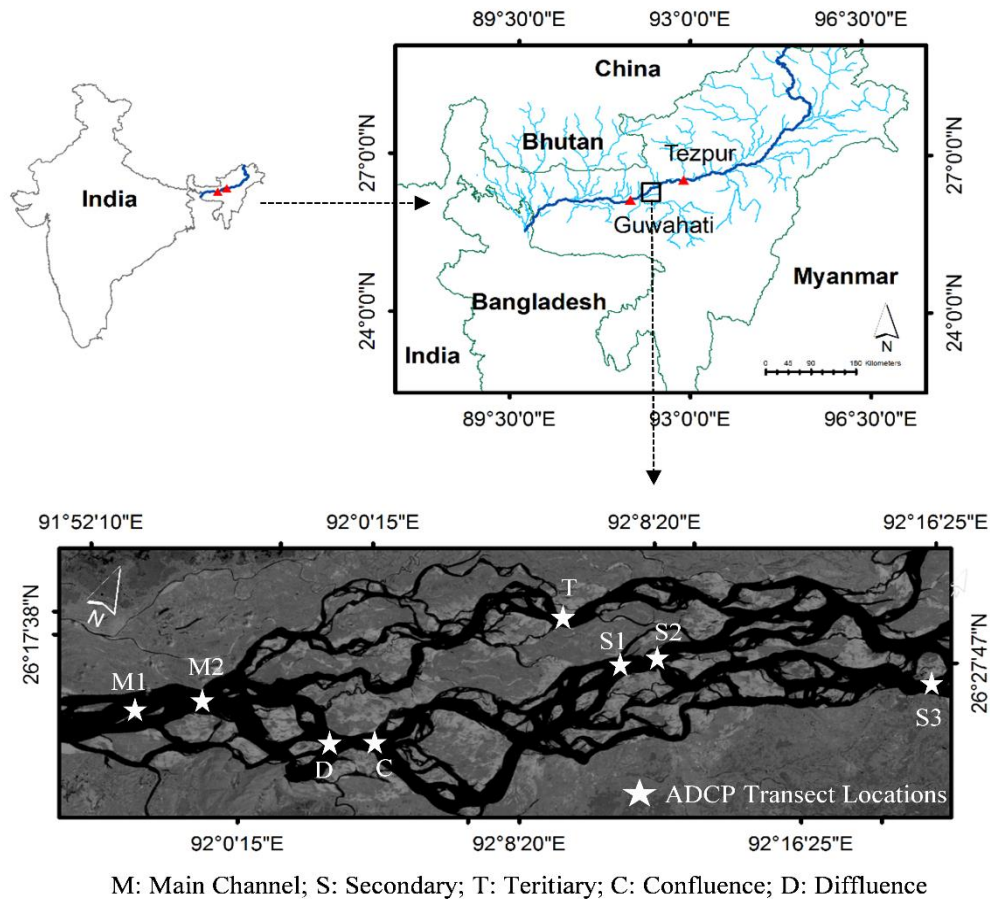 89°30'0"E 93°0'0"E 96°30'0"E
China
Bhutan
Tezpur
27°0'0"N
27°0'0"N
India
Guwahati
Bangladesh
Myanmar
24°0'0"N
24°0'0"N
India
N
0 45 90 180 Kilometers
89°30'0"E 93°0'0"E 96°30'0"E
91°52'10"E 92°0'15"E 92°8'20"E 92°16'25"E
N
26°17'38"N
T
S1 S2
26°27'47"N
M1 M2
S3
D C
ADCP Transect Locations
92°0'15"E 92°8'20"E 92°16'25"E
M: Main Channel; S: Secondary; T: Teritiary; C: Confluence; D: Diffluence